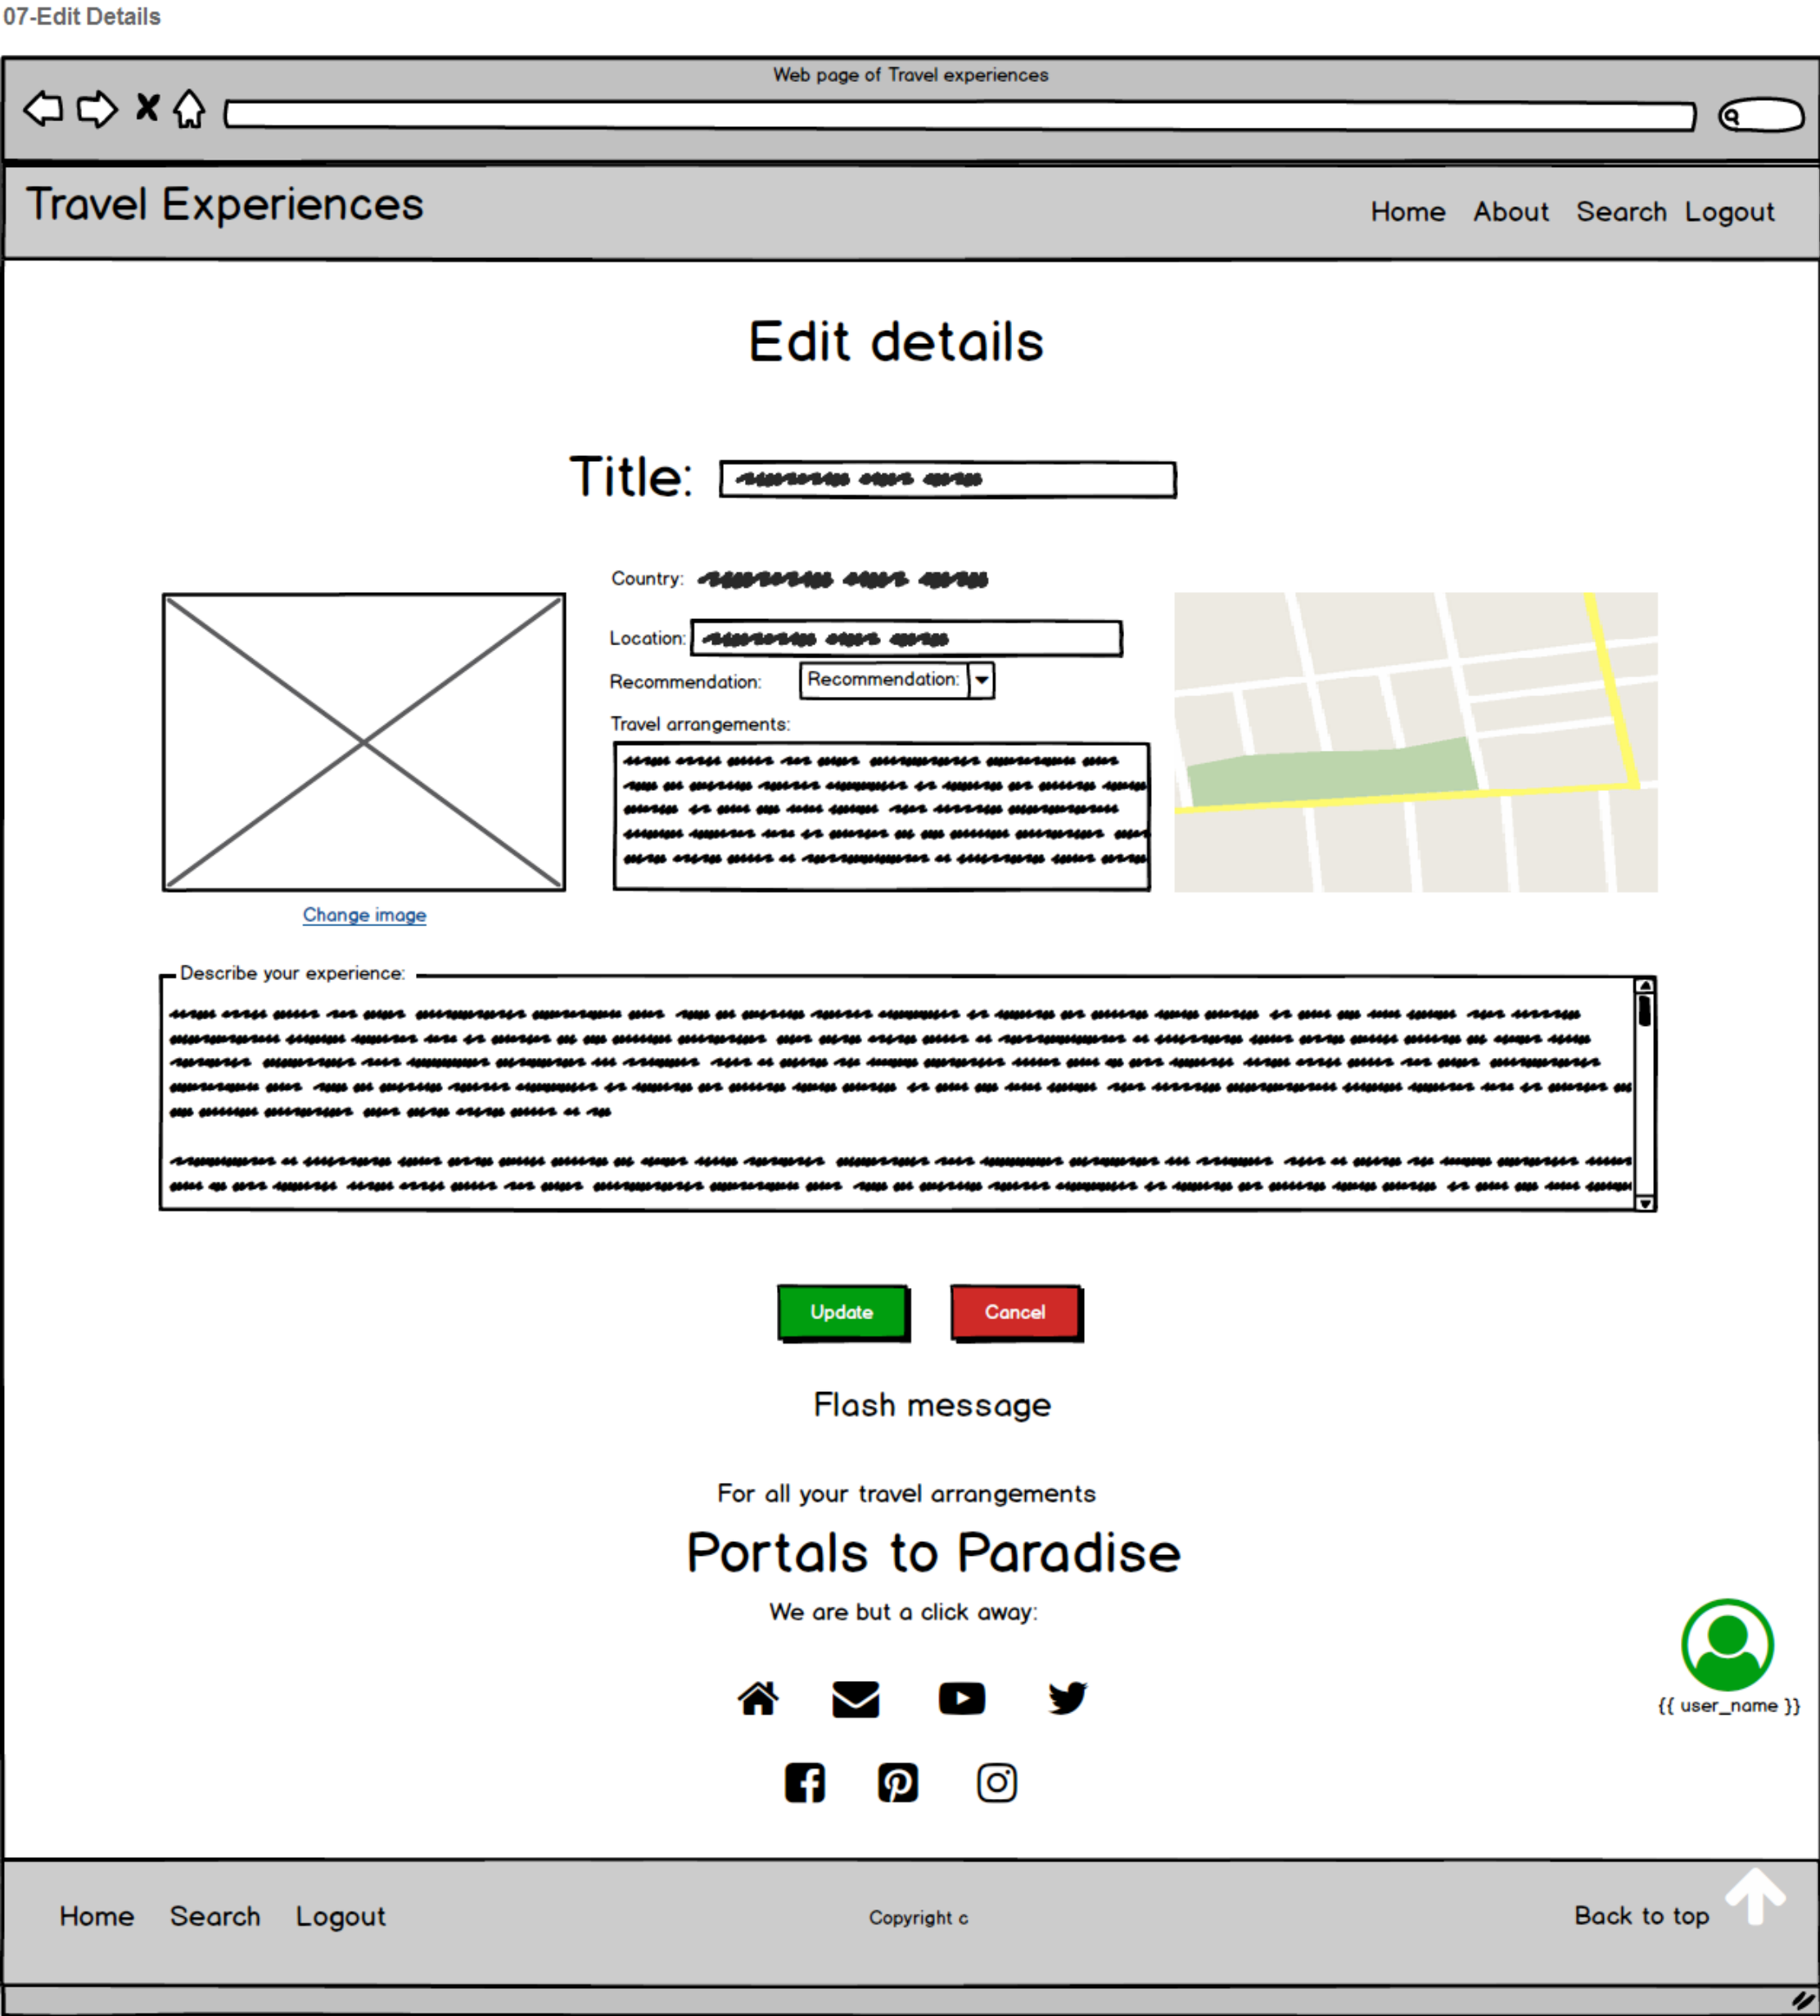 07-Edit Details
Web page of Travel experiences
Travel Experiences
Home About Search Logout
Edit details
Title:
Country:
Location:
Recommendation: Recommendation:
Travel arrangements:
Change image
Describe your experience:
Update Cancel
Flash message
For all your travel arrangements
Portals to Paradise
We are but a click away:
{{ user_name }}
Home Search Logout Copyright c Back to top